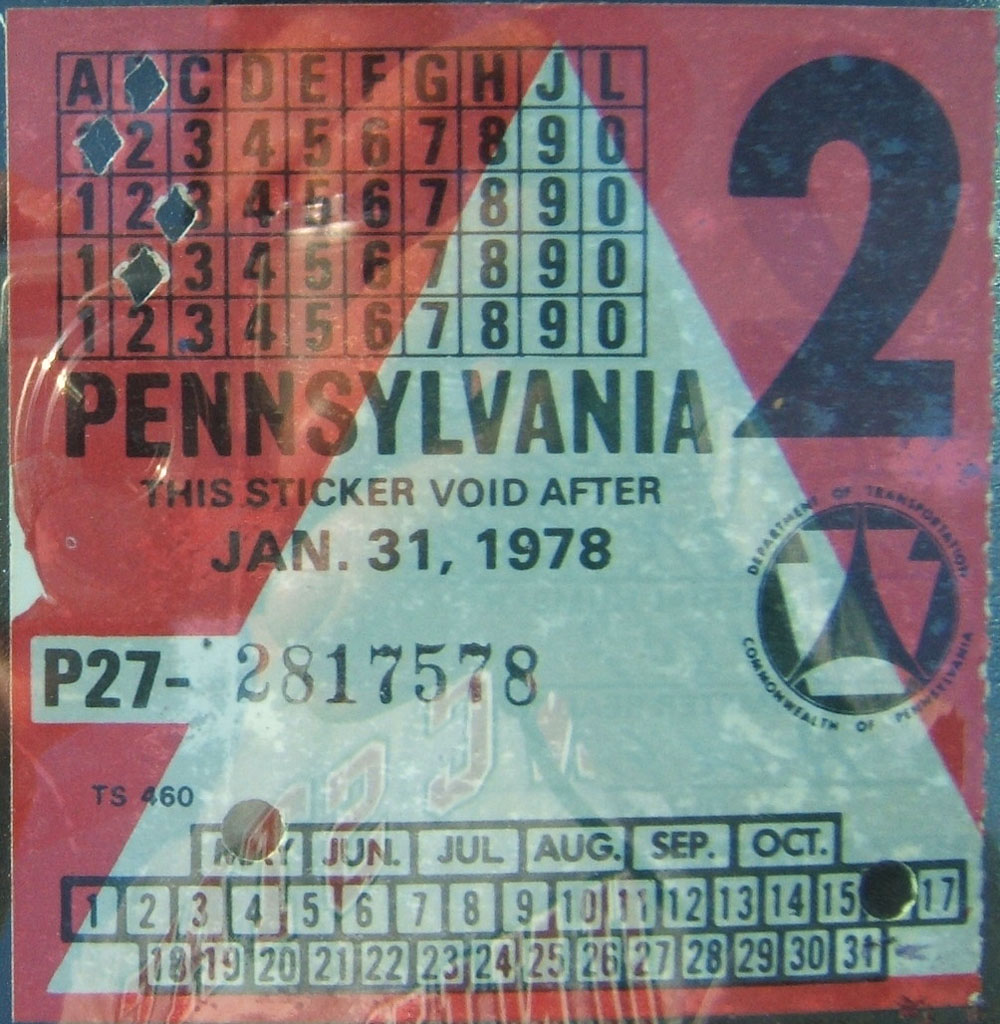 A C D E F G H J L
2 3 4 5 6 7 8 9 0
1 2 3 4 5 6 7 8 9 0
1 3 4 5 6 7 8 9 0
1 2 3 4 5 6 7 8 9 0
2
PENNSYLVANIA
THIS STICKER VOID AFTER
JAN. 31, 1978
DEPARTMENT OF TRANSPORTATION
COMMONWEALTH OF PENNSYLVANIA
P27- 2817578
TS 460
MAY JUN. JUL. AUG. SEP. OCT.
1 2 3 4 5 6 7 8 9 10 11 12 13 14 15 17
18 19 20 21 22 23 24 25 26 27 28 29 30 31